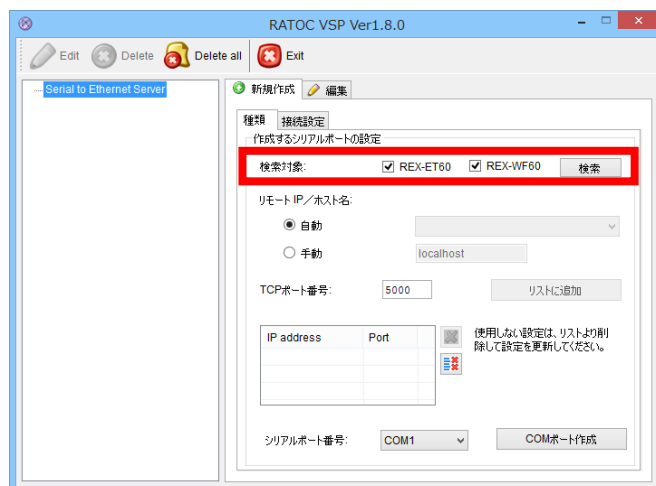 RATOC VSP Ver1.8.0
Edit Delete Delete all Exit
Serial to Ethernet Server
新規作成 編集
種類 接続設定
作成するシリアルポートの設定
検索対象: REX-ET60 REX-WF60 検索
リモート IP/ホスト名:
自動
手動 localhost
TCPポート番号: 5000 リストに追加
IP address Port
使用しない設定は、リストより削
除して設定を更新してください。
シリアルポート番号: COM1 COMポート作成